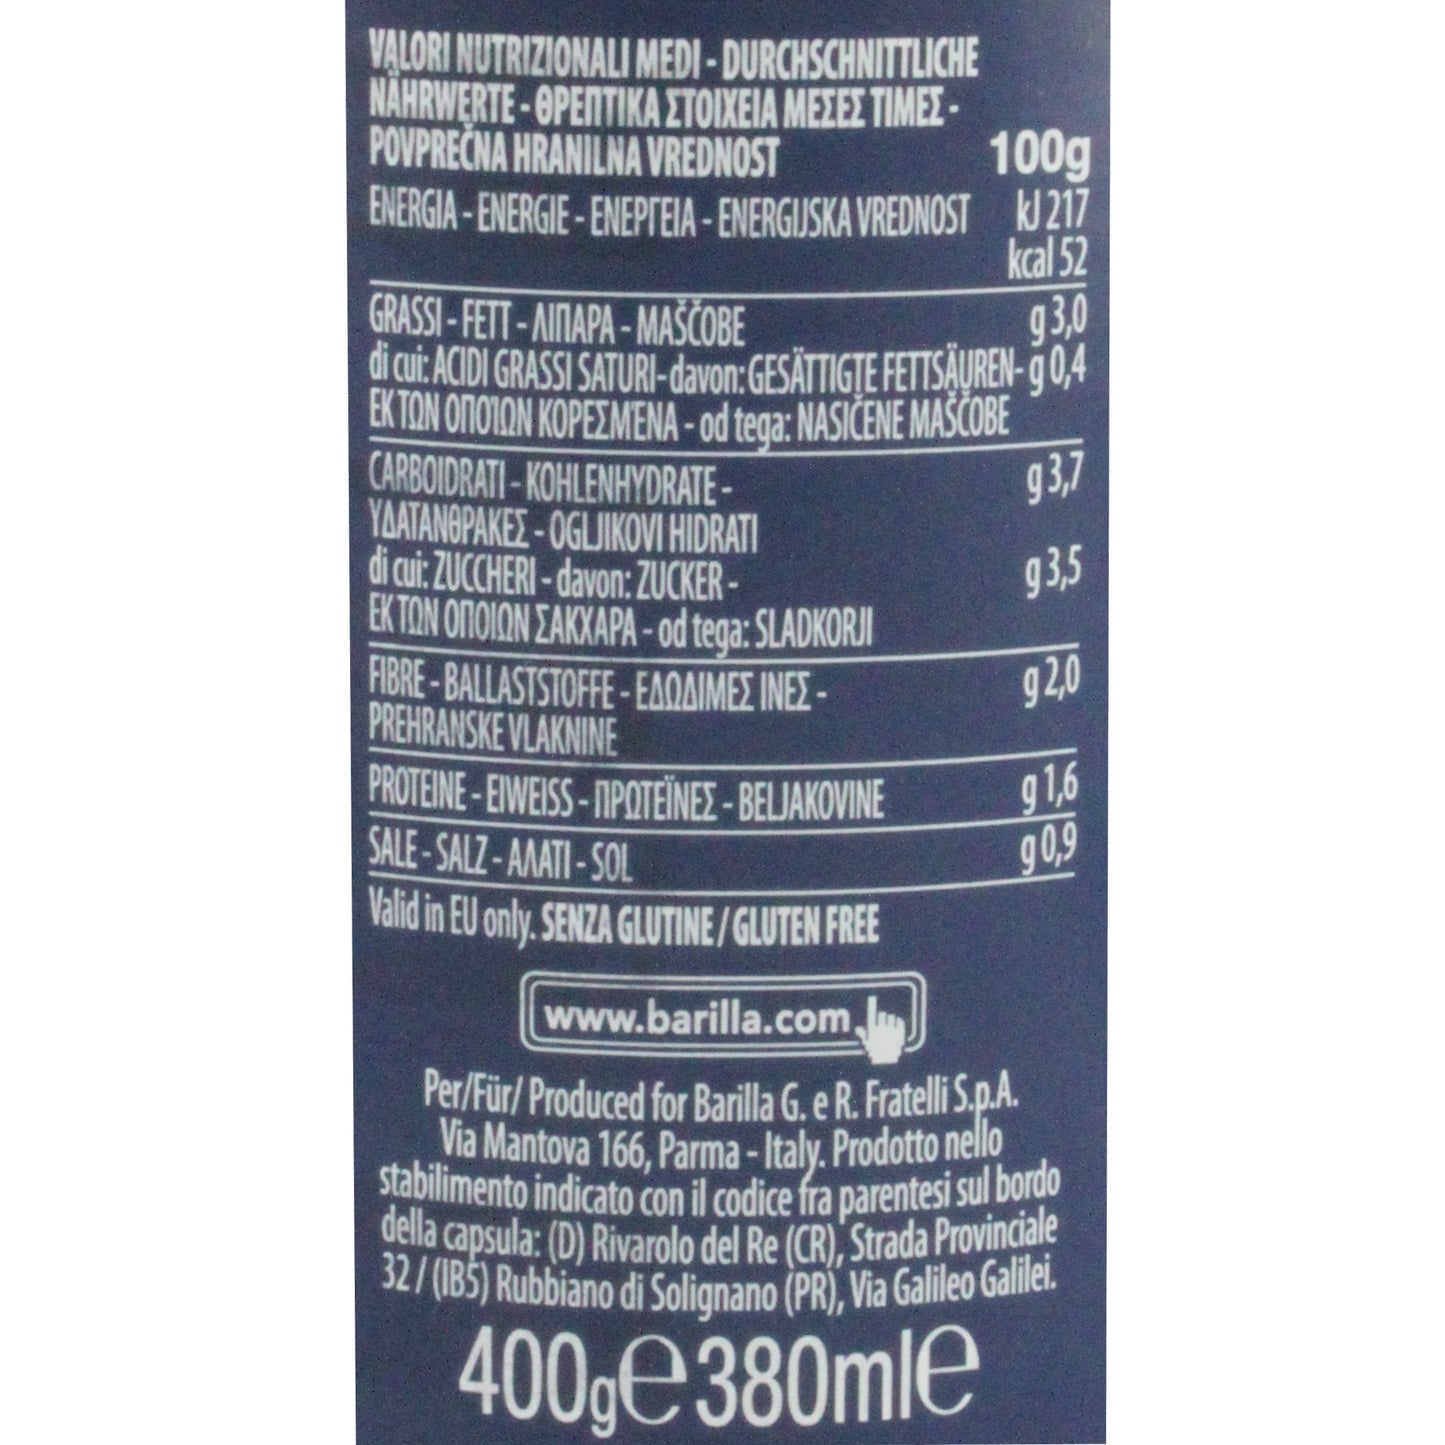 VALORI NUTRIZIONALI MEDI - DURCHSCHNITTLICHE
NÄHRWERTE - ΘΡΕΠΤΙΚΑ ΣΤΟΙΧΕΙΑ ΜΕΣΕΣ ΤΙΜΕΣ -
POVPREČNA HRANILNA VREDNOST 100g
ENERGIA - ENERGIE - ΕΝΕΡΓΕΙΑ - ENERGIJSKA VREDNOST kJ 217
kcal 52
GRASSI - FETT - ΛΙΠΑΡΑ - MAŠČOBE g 3,0
di cui: ACIDI GRASSI SATURI - davon: GESÄTTIGTE FETTSÄUREN - g 0,4
ΕΚ ΤΩΝ ΟΠΟΊΩΝ ΚΟΡΕΣΜΈΝΑ - od tega: NASIČENE MAŠČOBE
CARBOIDRATI - KOHLENHYDRATE - g 3,7
ΥΔΑΤΑΝΘΡΑΚΕΣ - OGLJIKOVI HIDRATI
di cui: ZUCCHERI - davon: ZUCKER - g 3,5
ΕΚ ΤΩΝ ΟΠΟΙΩΝ ΣΑΚΧΑΡΑ - od tega: SLADKORJI
FIBRE - BALLASTSTOFFE - ΕΔΩΔΙΜΕΣ ΙΝΕΣ - g 2,0
PREHRANSKE VLAKNINE
PROTEINE - EIWEISS - ΠΡΩΤΕΪΝΕΣ - BELJAKOVINE g 1,6
SALE - SALZ - ΑΛΑΤΙ - SOL g 0,9
Valid in EU only. SENZA GLUTINE / GLUTEN FREE
www.barilla.com
Per/Für/ Produced for Barilla G. e R. Fratelli S.p.A.
Via Mantova 166, Parma - Italy. Prodotto nello
stabilimento indicato con il codice fra parentesi sul bordo
della capsula: (D) Rivarolo del Re (CR), Strada Provinciale
32 / (IB5) Rubbiano di Solignano (PR), Via Galileo Galilei.
400g℮ 380ml℮